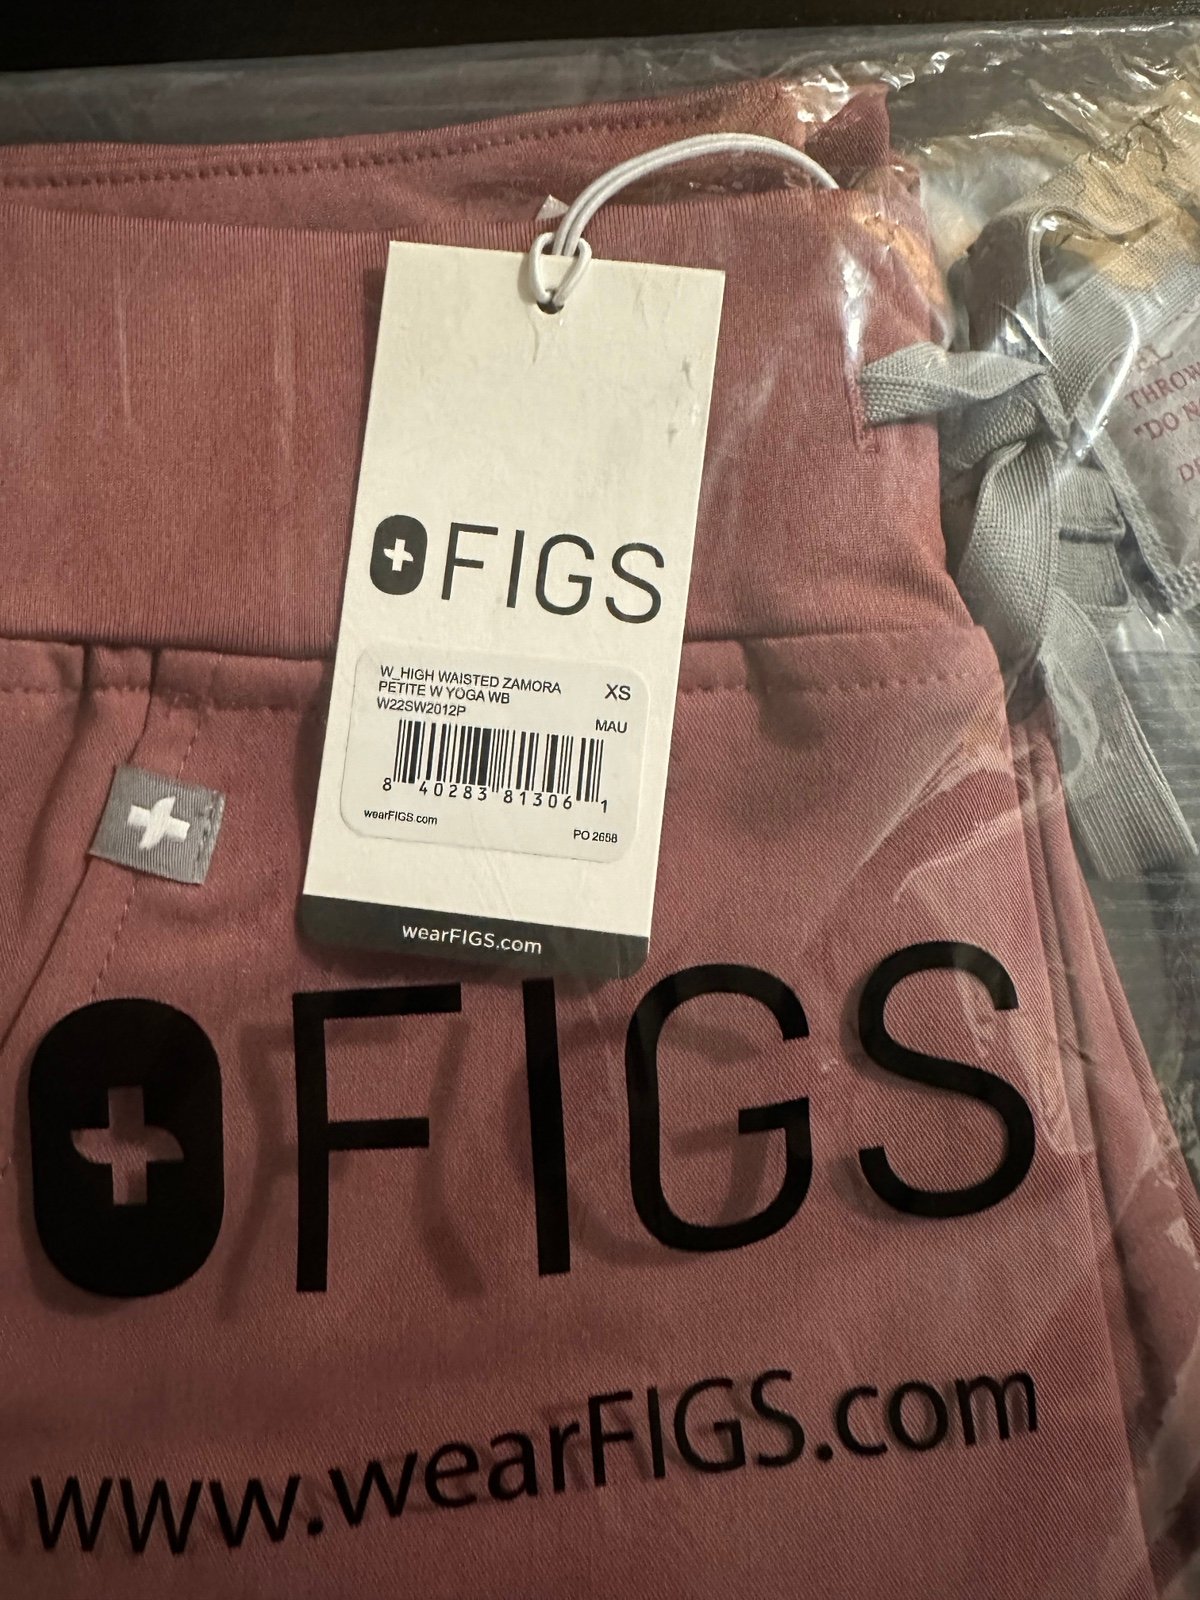 FIGS
W_HIGH WAISTED ZAMORA
PETITE W YOGA WB
W22SW2012P
XS
MAU
8 40283 81306 1
wearFIGS.com
PO 2658
wearFIGS.com
THROW
"DO N
FIGS
www.wearFIGS.com